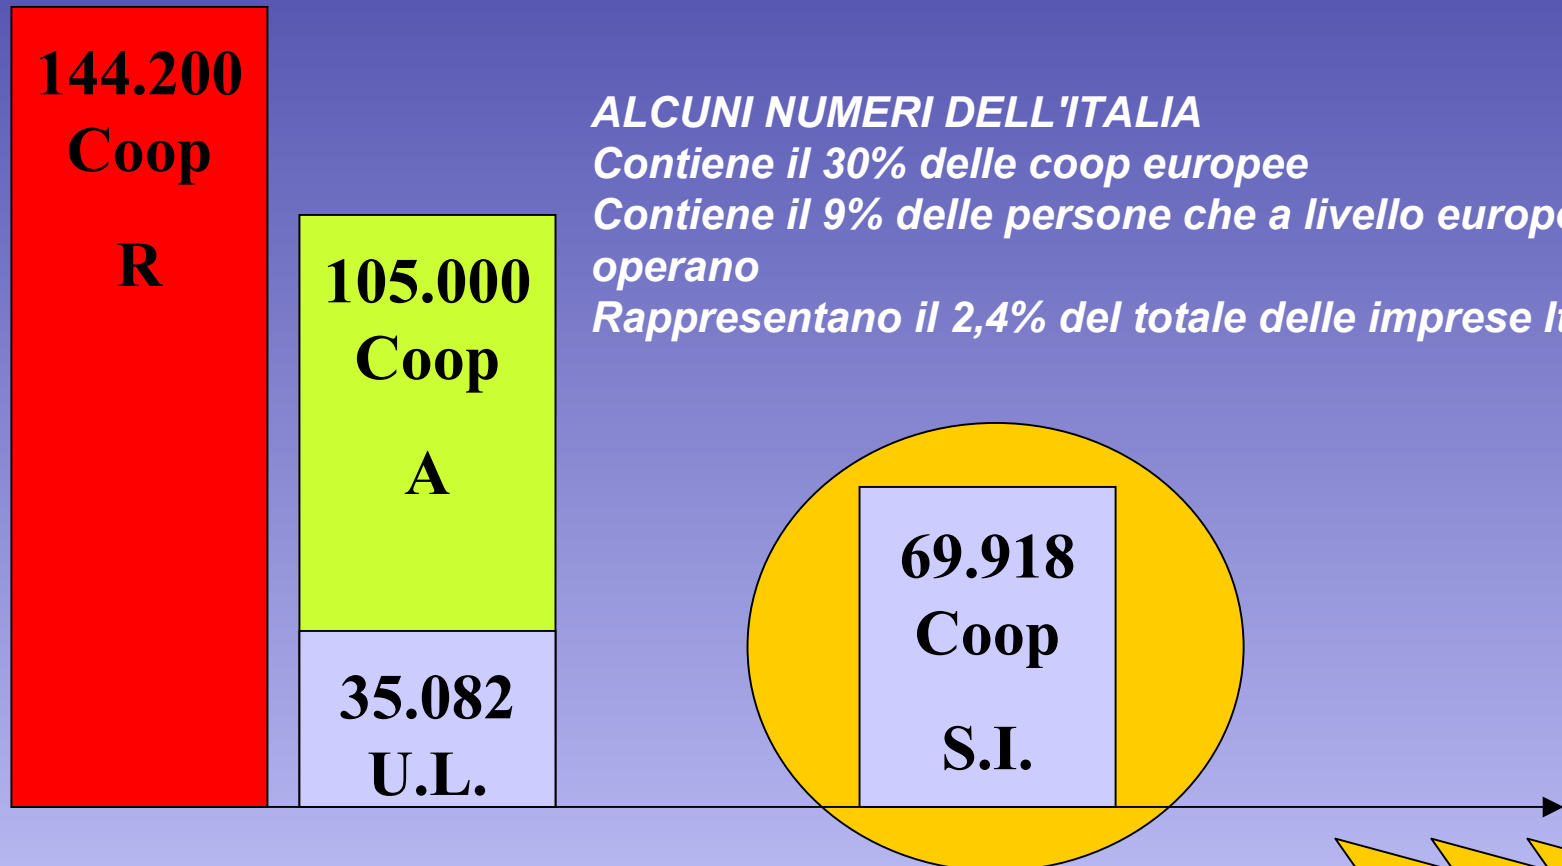 144.200
Coop
R
105.000
Coop
A
35.082
U.L.
ALCUNI NUMERI DELL'ITALIA
Contiene il 30% delle coop europee
Contiene il 9% delle persone che a livello
operano
Rappresentano il 2,4% del totale delle imprese
69.918
Coop
S.I.